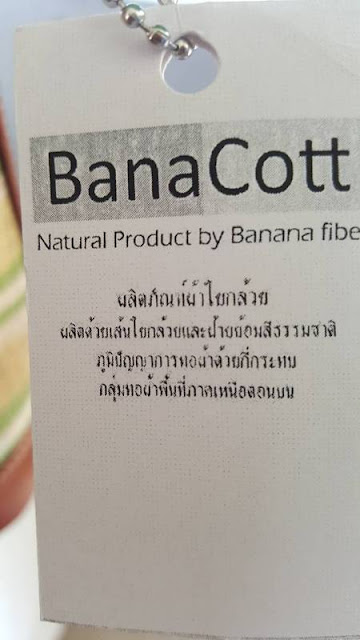 BanaCott
Natural Product by Banana fibe
ผลิตภัณฑ์ผ้าใยกล้วย
ผลิตด้วยเส้นใยกล้วยและฝ้ายย้อมสีธรรมชาติ
ภูมิปัญญาการทอผ้าด้วยกี่กระทบ
กลุ่มทอผ้าพื้นที่ภาคเหนือตอนบน